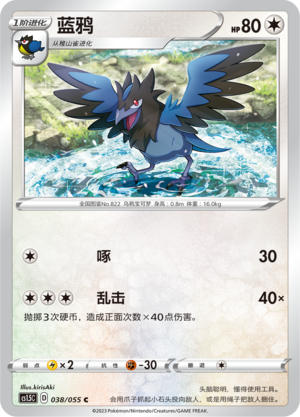 1阶进化 蓝鸦 HP80
从稚山雀进化
全国图鉴No.822 乌鸦宝可梦 身高:0.8m 体重:16.0kg
啄 30
乱击 40×
抛掷3次硬币,造成正面次数×40点伤害。
弱点 ×2 抗性 -30 撤退
头脑聪明,懂得使用工具。
会用爪子抓起小石头投向敌人,或是用绳子把敌人缠住。
Illus.kirisAki
cs1.5C D 038/055 C
©2023 Pokémon/Nintendo/Creatures/GAME FREAK.